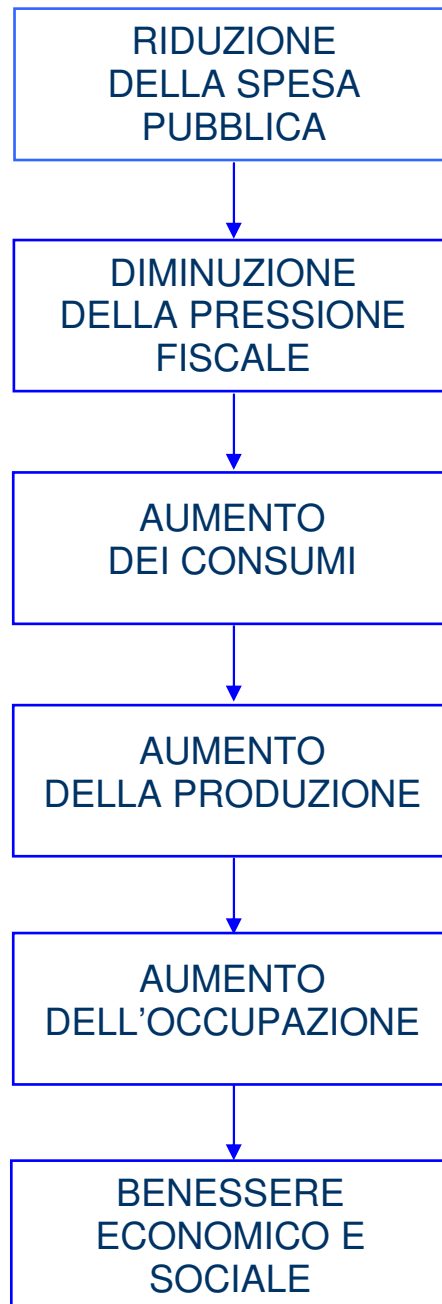 RIDUZIONE
DELLA SPESA
PUBBLICA
DIMINUZIONE
DELLA PRESSIONE
FISCALE
AUMENTO
DEI CONSUMI
AUMENTO
DELLA PRODUZIONE
AUMENTO
DELL’OCCUPAZIONE
BENESSERE
ECONOMICO E
SOCIALE